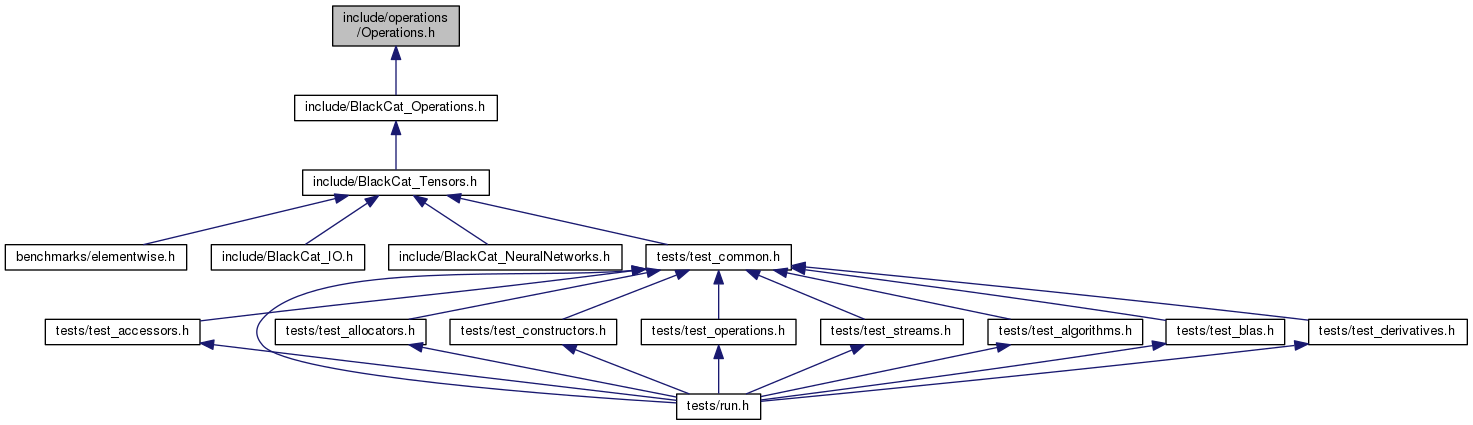 include/operations
/Operations.h
include/BlackCat_Operations.h
include/BlackCat_Tensors.h
benchmarks/elementwise.h
include/BlackCat_IO.h
include/BlackCat_NeuralNetworks.h
tests/test_common.h
tests/test_accessors.h
tests/test_allocators.h
tests/test_constructors.h
tests/test_operations.h
tests/test_streams.h
tests/test_algorithms.h
tests/test_blas.h
tests/test_derivatives.h
tests/run.h